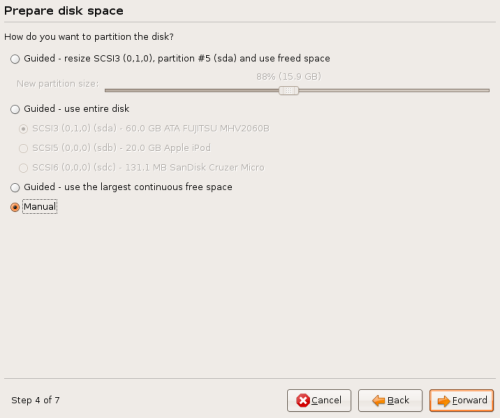 Prepare disk space
How do you want to partition the disk?
Guided - resize SCSI3 (0,1,0), partition #5 (sda) and use freed space
88% (15.9 GB)
New partition size:
Guided - use entire disk
SCSI3 (0,1,0) (sda) - 60.0 GB ATA FUJITSU MHV2060B
SCSI5 (0,0,0) (sdb) - 20.0 GB Apple iPod
SCSI6 (0,0,0) (sdc) - 131.1 MB SanDisk Cruzer Micro
Guided - use the largest continuous free space
Manual
Step 4 of 7
Cancel
Back
Forward